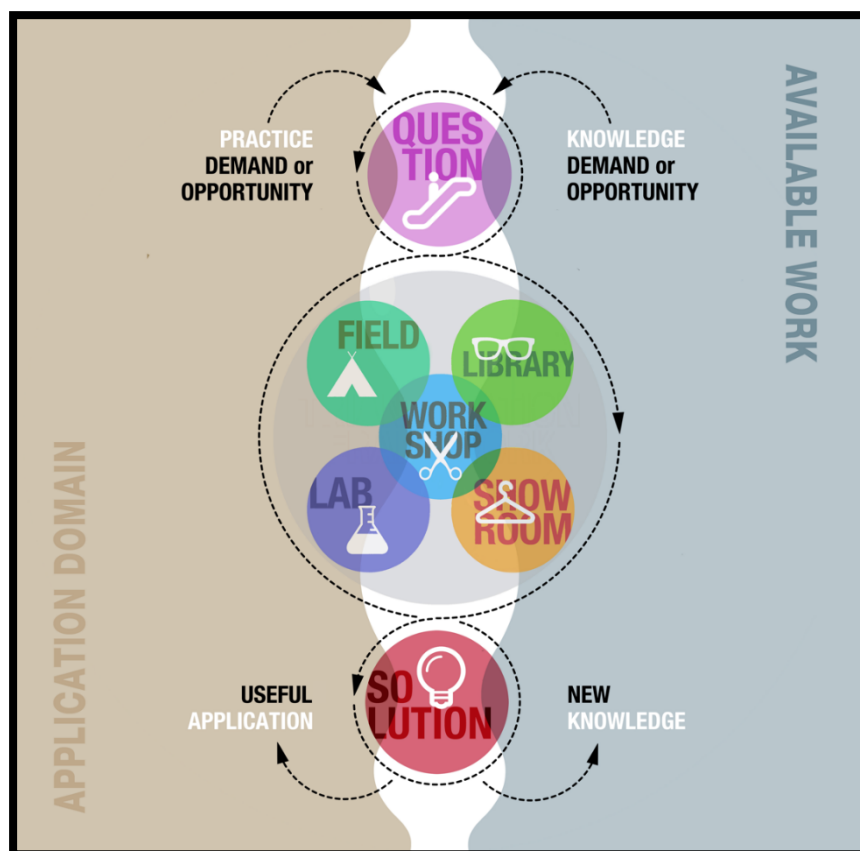 QUES
TION
PRACTICE
DEMAND or
OPPORTUNITY
KNOWLEDGE
DEMAND or
OPPORTUNITY
AVAILABLE WORK
FIELD
LIBRARY
WORK
SHOP
LAB
SHOW
ROOM
APPLICATION DOMAIN
SO
LUTION
USEFUL
APPLICATION
NEW
KNOWLEDGE